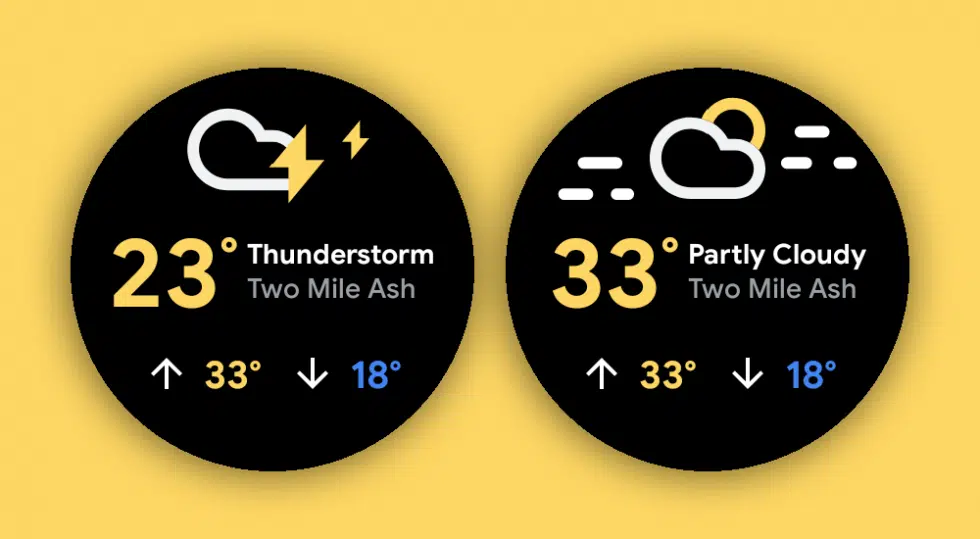 23° Thunderstorm
Two Mile Ash
↑ 33° ↓ 18°
33° Partly Cloudy
Two Mile Ash
↑ 33° ↓ 18°